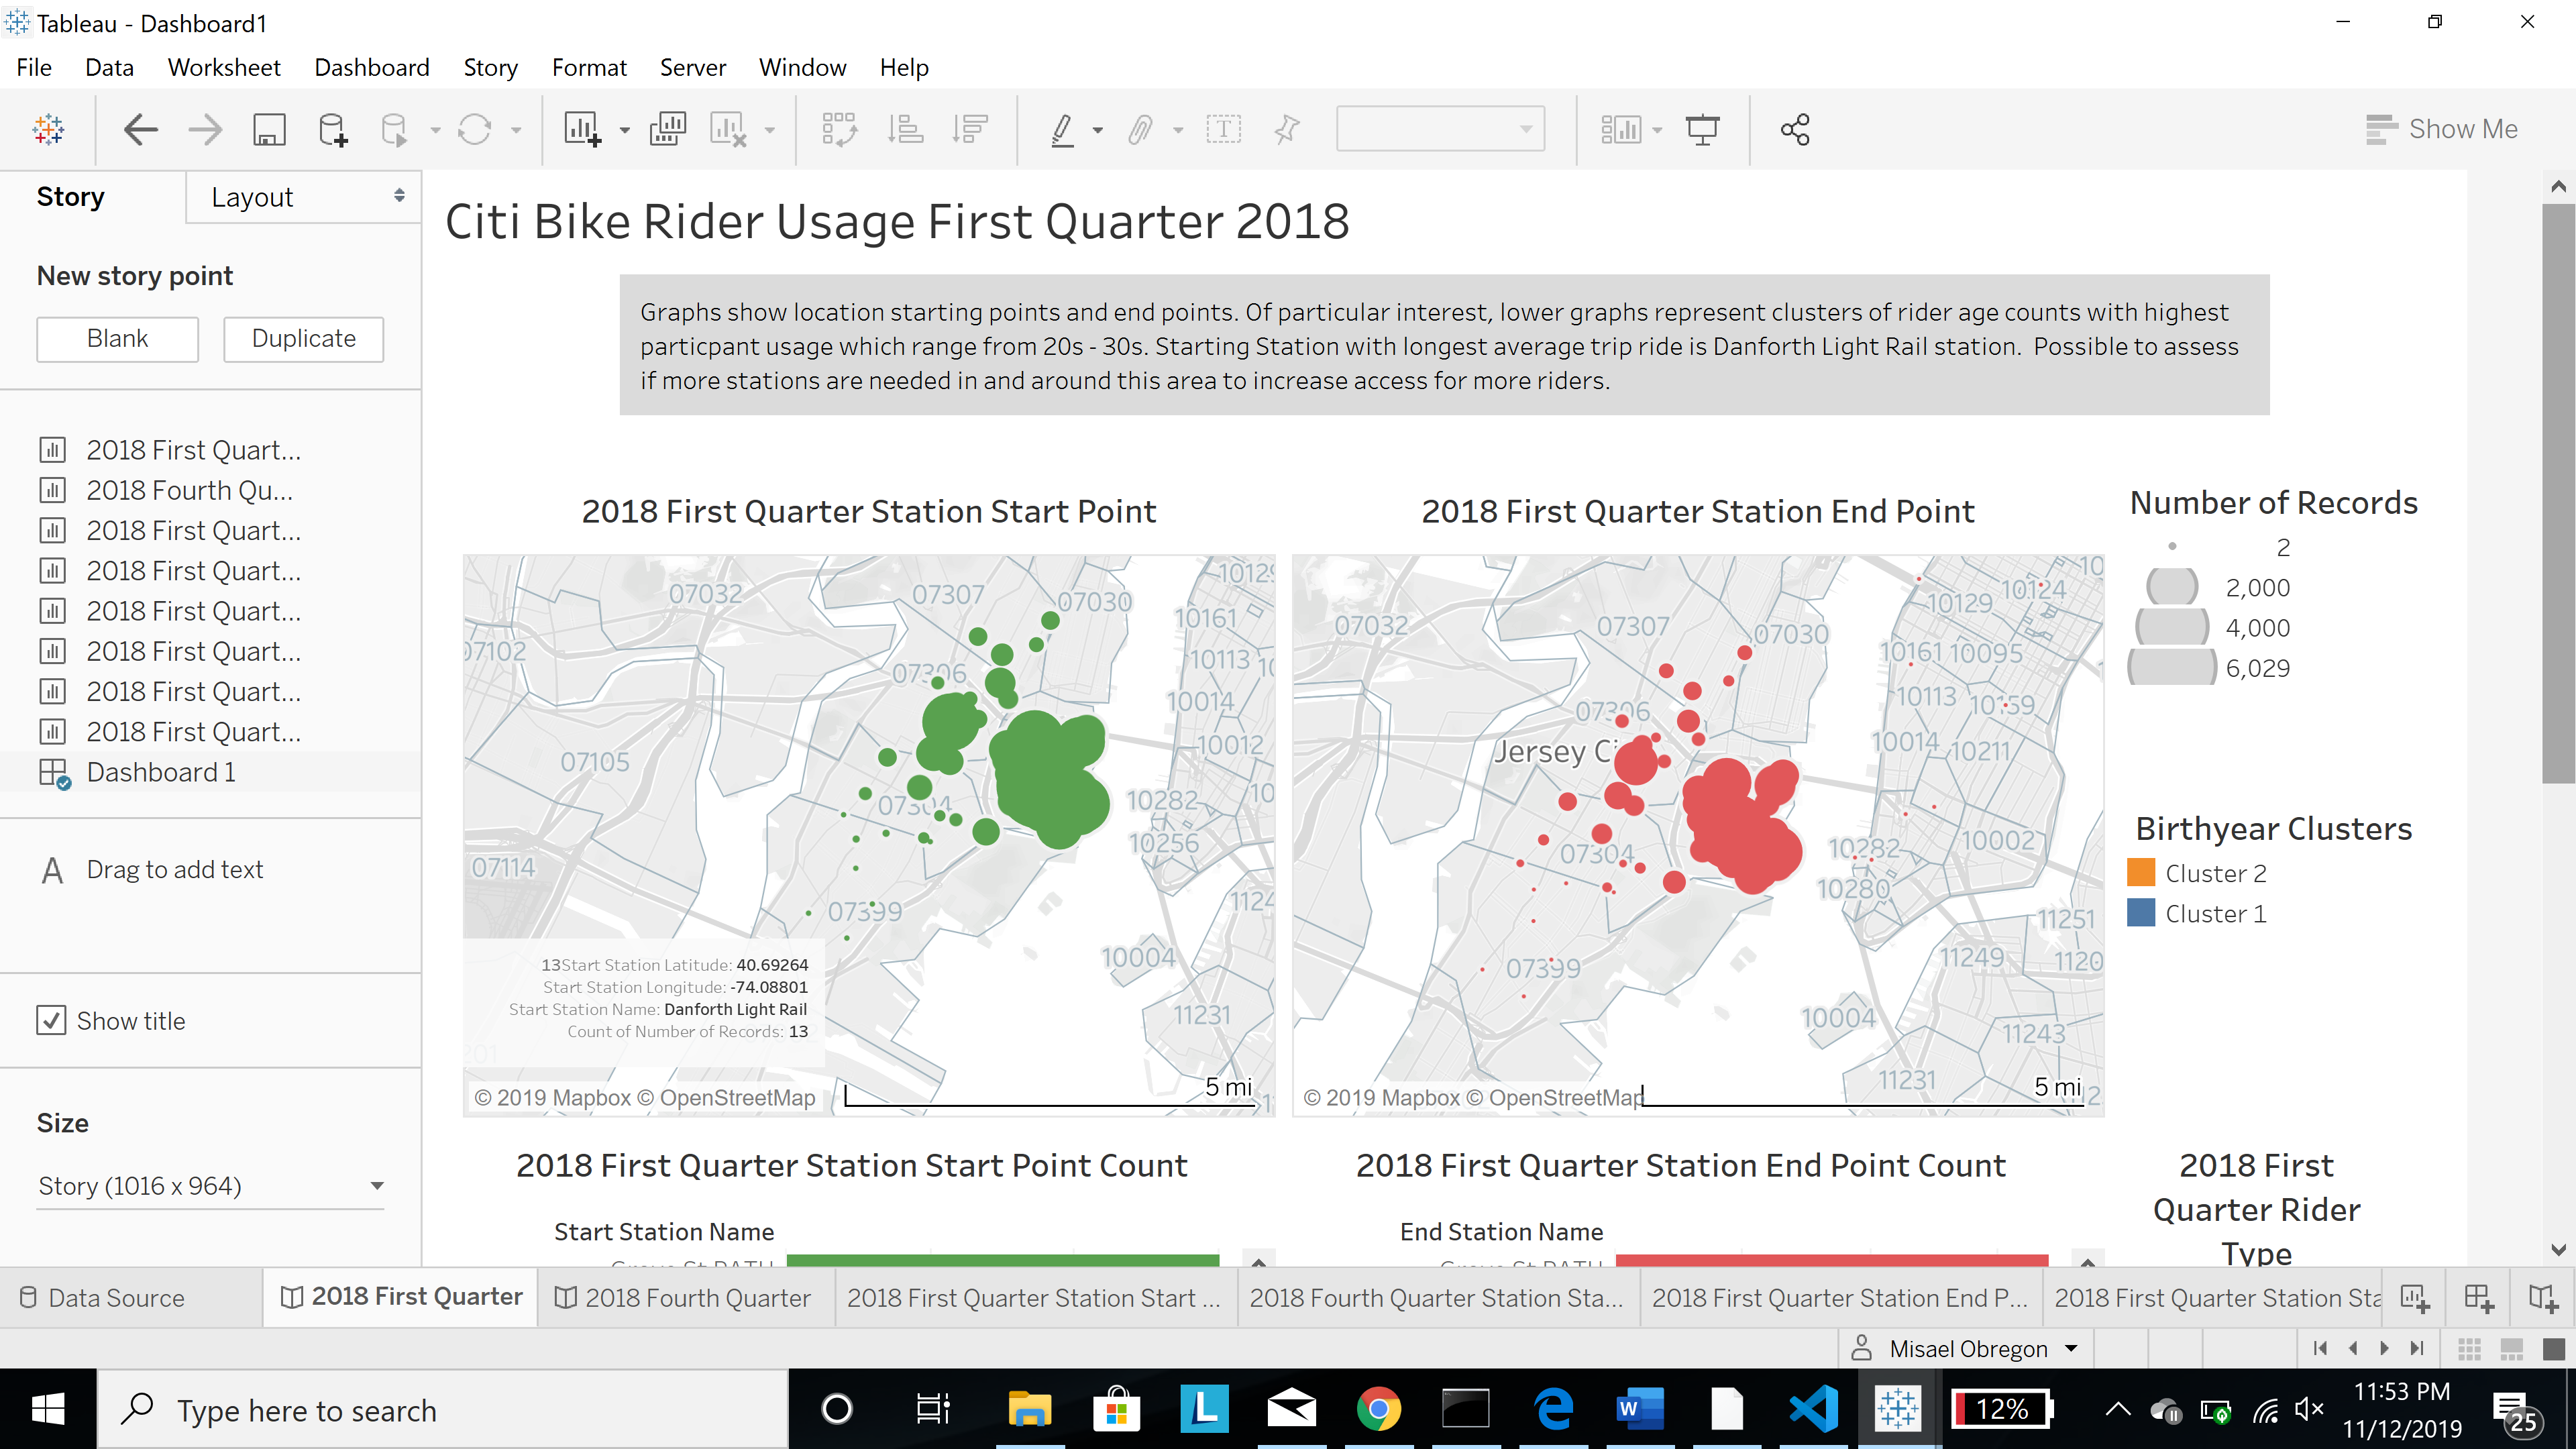 Tableau - Dashboard1
File Data Worksheet Dashboard Story Format Server Window Help
Show Me
Story
Layout
New story point
Blank
Duplicate
2018 First Quart...
2018 Fourth Qu...
2018 First Quart...
2018 First Quart...
2018 First Quart...
2018 First Quart...
2018 First Quart...
2018 First Quart...
Dashboard 1
A Drag to add text
Show title
Size
Story (1016 x 964)
Citi Bike Rider Usage First Quarter 2018
Graphs show location starting points and end points. Of particular interest, lower graphs represent clusters of rider age counts with highest
particpant usage which range from 20s - 30s. Starting Station with longest average trip ride is Danforth Light Rail station. Possible to assess
if more stations are needed in and around this area to increase access for more riders.
2018 First Quarter Station Start Point
07032
07307
07030
10161
07102
10113
07306
10014
10012
07105
10282
07304
10256
07114
07399
10004
11231
13Start Station Latitude: 40.69264
Start Station Longitude: -74.08801
Start Station Name: Danforth Light Rail
Count of Number of Records: 13
© 2019 Mapbox © OpenStreetMap
5 mi
2018 First Quarter Station End Point
10124
10129
07032
07307
07030
10161 10095
10113
10159
07306
10014
10211
Jersey Ci
10282
10002
07304
10280
11251
11249
07399
10004
11243
11231
© 2019 Mapbox © OpenStreetMap
5 mi
Number of Records
2
2,000
4,000
6,029
Birthyear Clusters
Cluster 2
Cluster 1
2018 First Quarter Station Start Point Count
Start Station Name
2018 First Quarter Station End Point Count
End Station Name
2018 First
Quarter Rider
Type
Data Source
2018 First Quarter
2018 Fourth Quarter
2018 First Quarter Station Start ...
2018 Fourth Quarter Station Sta...
2018 First Quarter Station End P...
2018 First Quarter Station Sta
Misael Obregon
Type here to search
12%
11:53 PM
11/12/2019
25